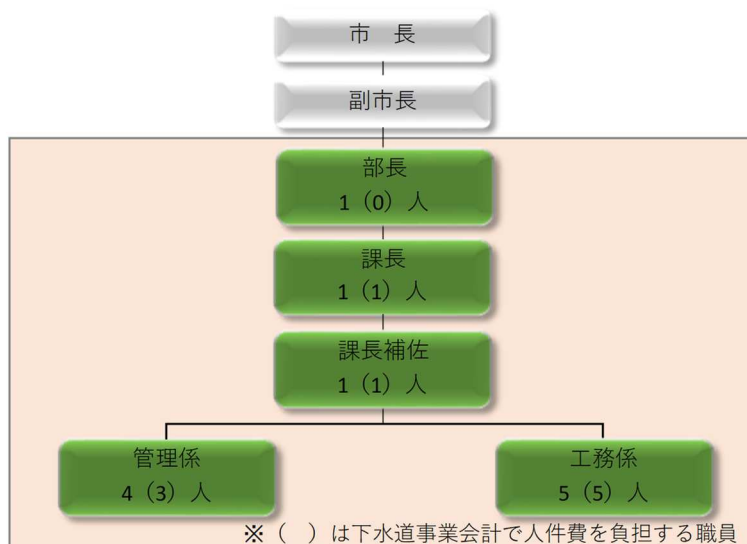 市　長
副市長
部長
1（0）人
課長
1（1）人
課長補佐
1（1）人
管理係
4（3）人
工務係
5（5）人
※（　）は下水道事業会計で人件費を負担する職員